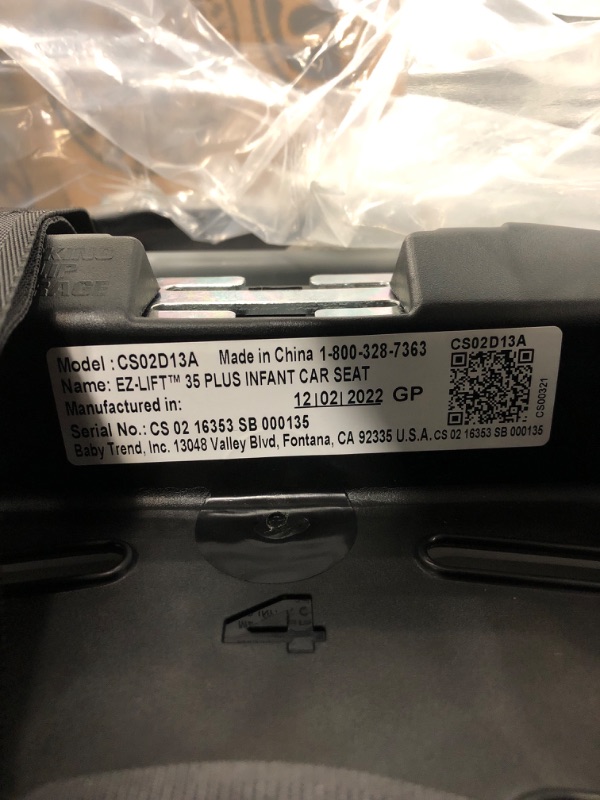 Model : CS02D13A Made in China 1-800-328-7363
Name: EZ-LIFT™ 35 PLUS INFANT CAR SEAT
Manufactured in: 12|02|2022 GP
Serial No.: CS 02 16353 SB 000135
Baby Trend, Inc. 13048 Valley Blvd, Fontana, CA 92335 U.S.A.
CS02D13A
CS00321
CS 02 16353 SB 000135
4